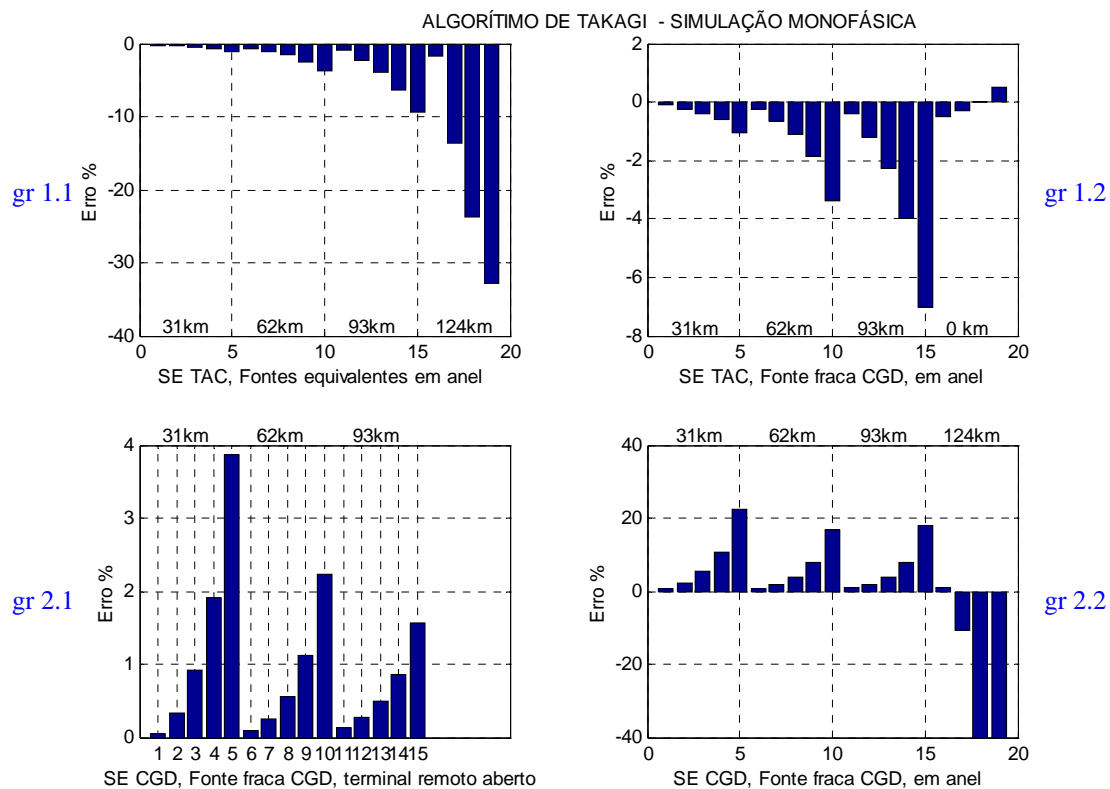 ALGORÍTIMO DE TAKAGI - SIMULAÇÃO MONOFÁSICA
gr 1.1
Erro %
0
-10
-20
-30
-40
31km 62km 93km 124km
0 5 10 15 20
SE TAC, Fontes equivalentes em anel
gr 1.2
Erro %
2
0
-2
-4
-6
-8
31km 62km 93km 0 km
0 5 10 15 20
SE TAC, Fonte fraca CGD, em anel
gr 2.1
Erro %
31km 62km 93km
4
3
2
1
0
1 2 3 4 5 6 7 8 9 10 11 12 13 14 15
SE CGD, Fonte fraca CGD, terminal remoto aberto
gr 2.2
Erro %
31km 62km 93km 124km
40
20
0
-20
-40
0 5 10 15 20
SE CGD, Fonte fraca CGD, em anel